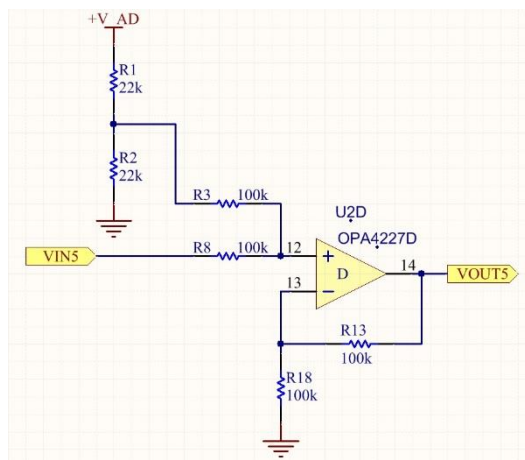 +V_AD
R1
22k
R2
22k
R3 100k
U2D
OPA4227D
VIN5
R8 100k
12
+
D
14
VOUT5
13
−
R13
100k
R18
100k